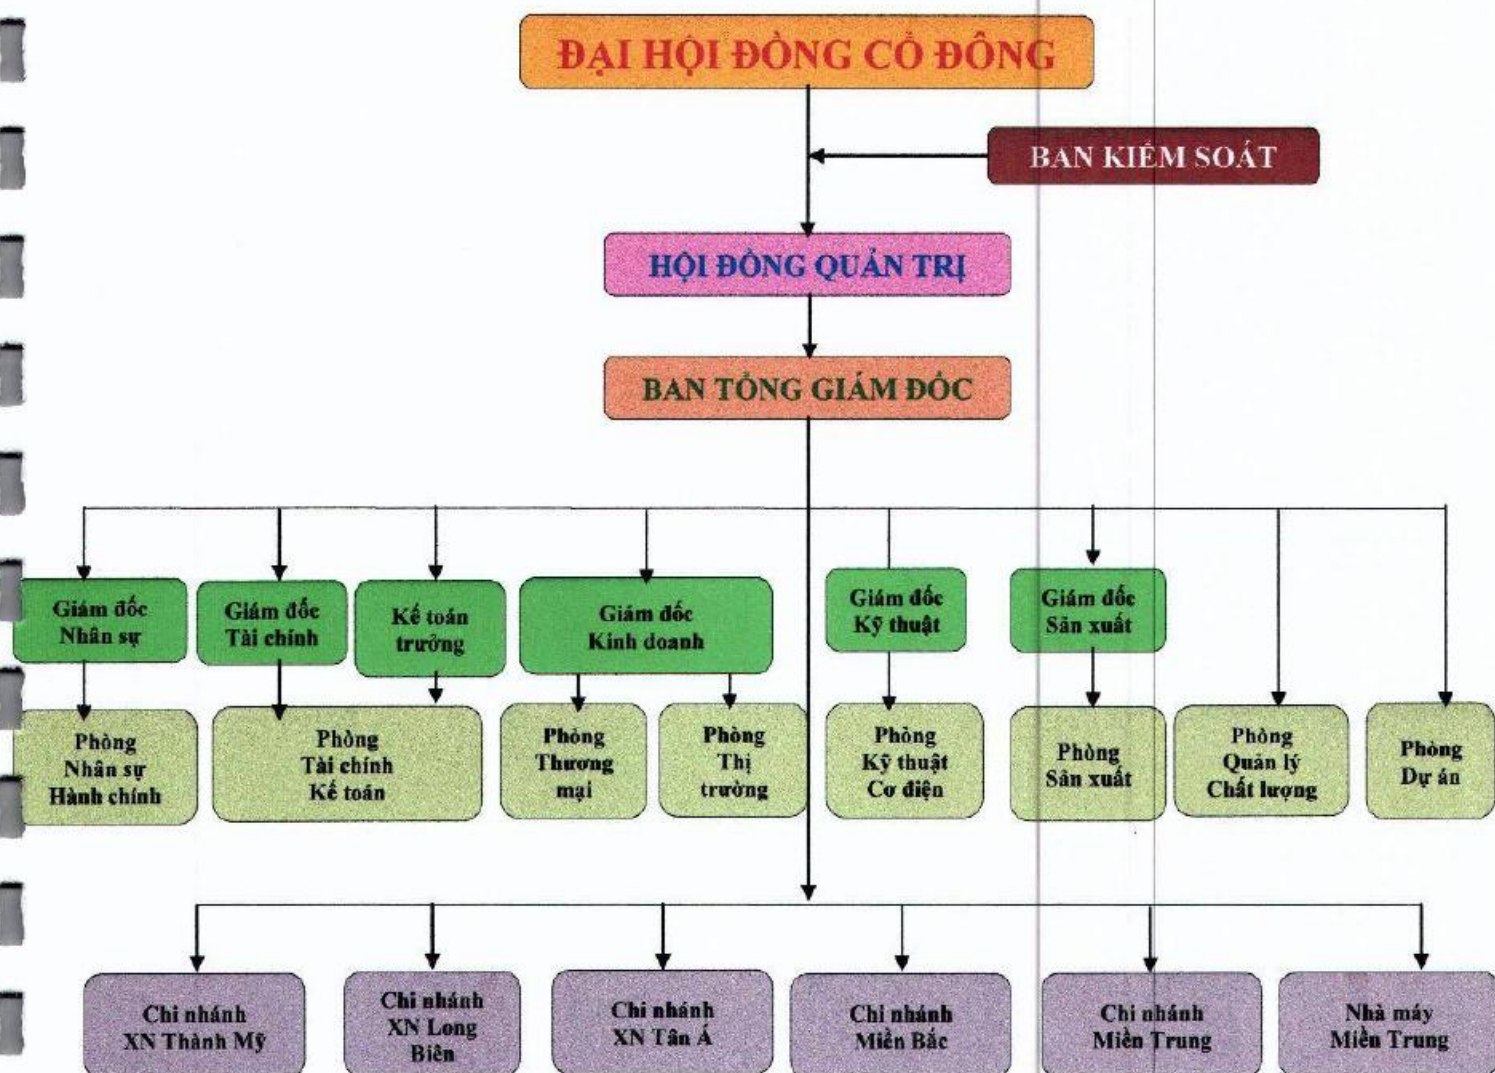 ĐẠI HỘI ĐỒNG CỔ ĐÔNG
BAN KIỂM SOÁT
HỘI ĐỒNG QUẢN TRỊ
BAN TỔNG GIÁM ĐỐC
Giám đốc
Nhân sự
Giám đốc
Tài chính
Kế toán
trưởng
Giám đốc
Kinh doanh
Giám đốc
Kỹ thuật
Giám đốc
Sản xuất
Phòng
Nhân sự
Hành chính
Phòng
Tài chính
Kế toán
Phòng
Thương
mại
Phòng
Thị
trường
Phòng
Kỹ thuật
Cơ điện
Phòng
Sản xuất
Phòng
Quản lý
Chất lượng
Phòng
Dự án
Chi nhánh
XN Thành Mỹ
Chi nhánh
XN Long
Biên
Chi nhánh
XN Tân Á
Chi nhánh
Miền Bắc
Chi nhánh
Miền Trung
Nhà máy
Miền Trung